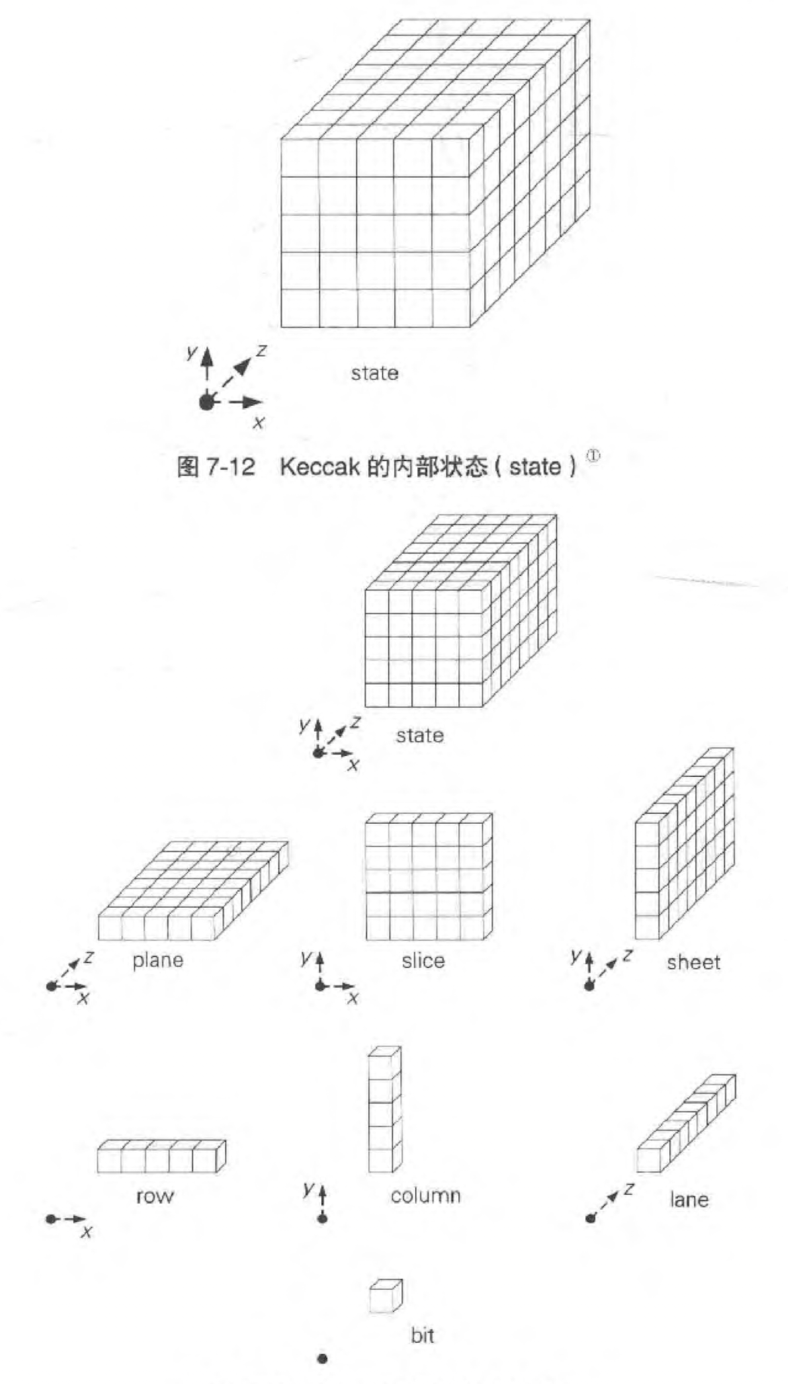 y z
x
state
图 7-12 Keccak 的内部状态 ( state ) ①
y z
x
state
z
x
plane
y
x
slice
y z
sheet
x
row
y
column
z
lane
bit